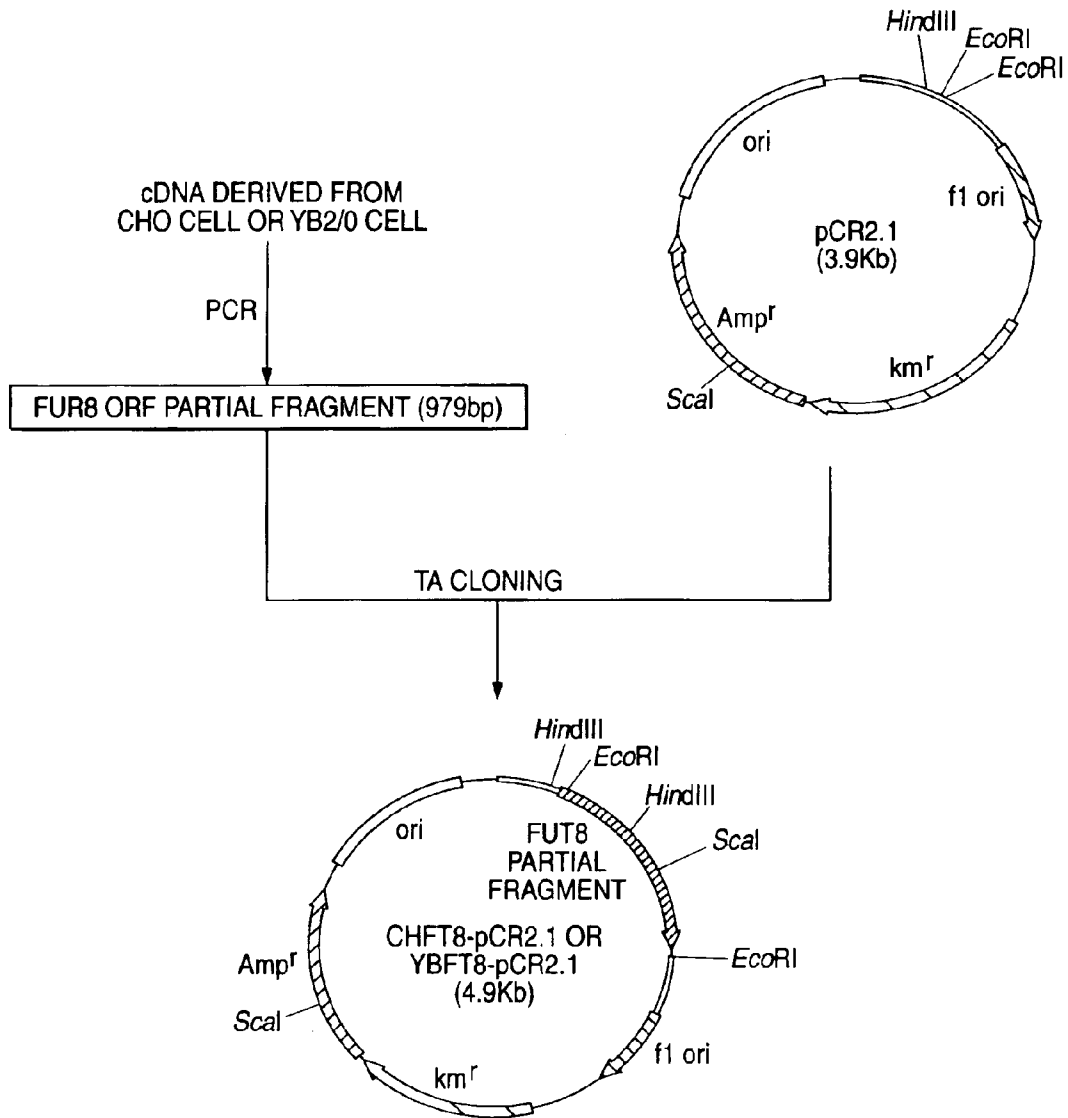 HindIII
EcoRI
EcoRI
ori
f1 ori
pCR2.1
(3.9Kb)
Ampr
ScaI
kmr
cDNA DERIVED FROM
CHO CELL OR YB2/0 CELL
PCR
FUR8 ORF PARTIAL FRAGMENT (979bp)
TA CLONING
HindIII
EcoRI
HindIII
ScaI
ori
FUT8
PARTIAL
FRAGMENT
CHFT8-pCR2.1 OR
YBFT8-pCR2.1
(4.9Kb)
EcoRI
Ampr
ScaI
f1 ori
kmr